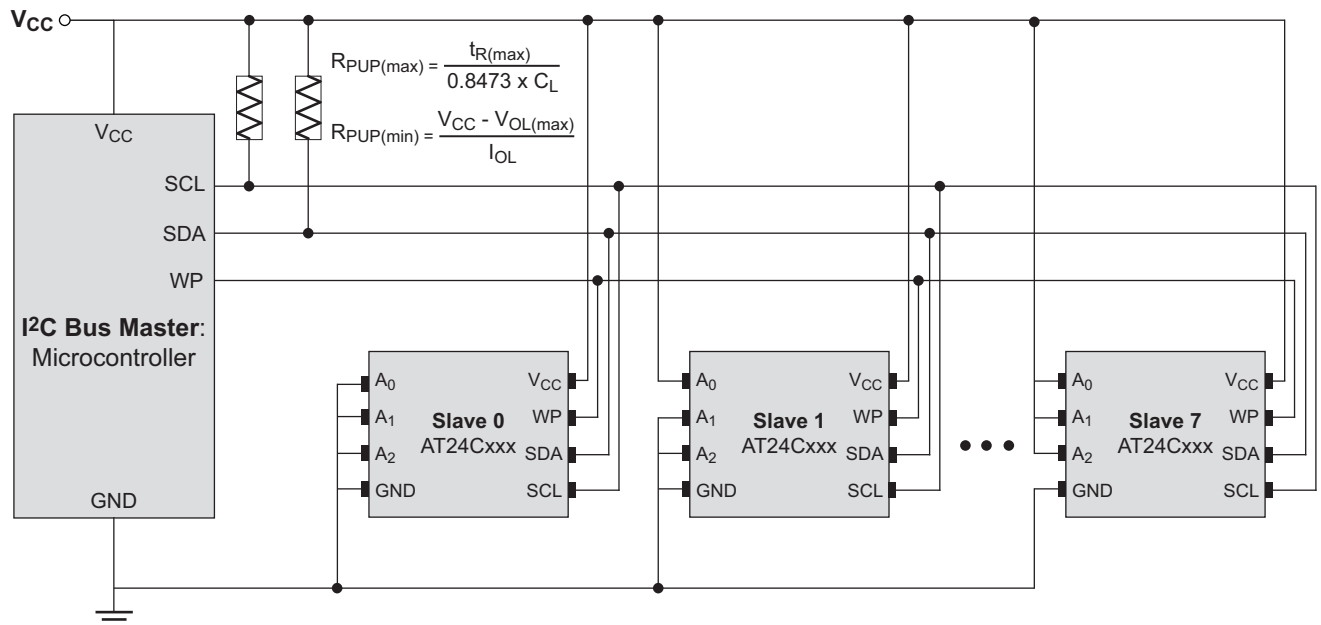 VCC
RPUP(max) = tR(max) / 0.8473 x CL
RPUP(min) = VCC - VOL(max) / IOL
VCC
SCL
SDA
WP
I2C Bus Master:
Microcontroller
GND
A0
A1
A2
GND
Slave 0
AT24Cxxx
VCC
WP
SDA
SCL
A0
A1
A2
GND
Slave 1
AT24Cxxx
VCC
WP
SDA
SCL
A0
A1
A2
GND
Slave 7
AT24Cxxx
VCC
WP
SDA
SCL